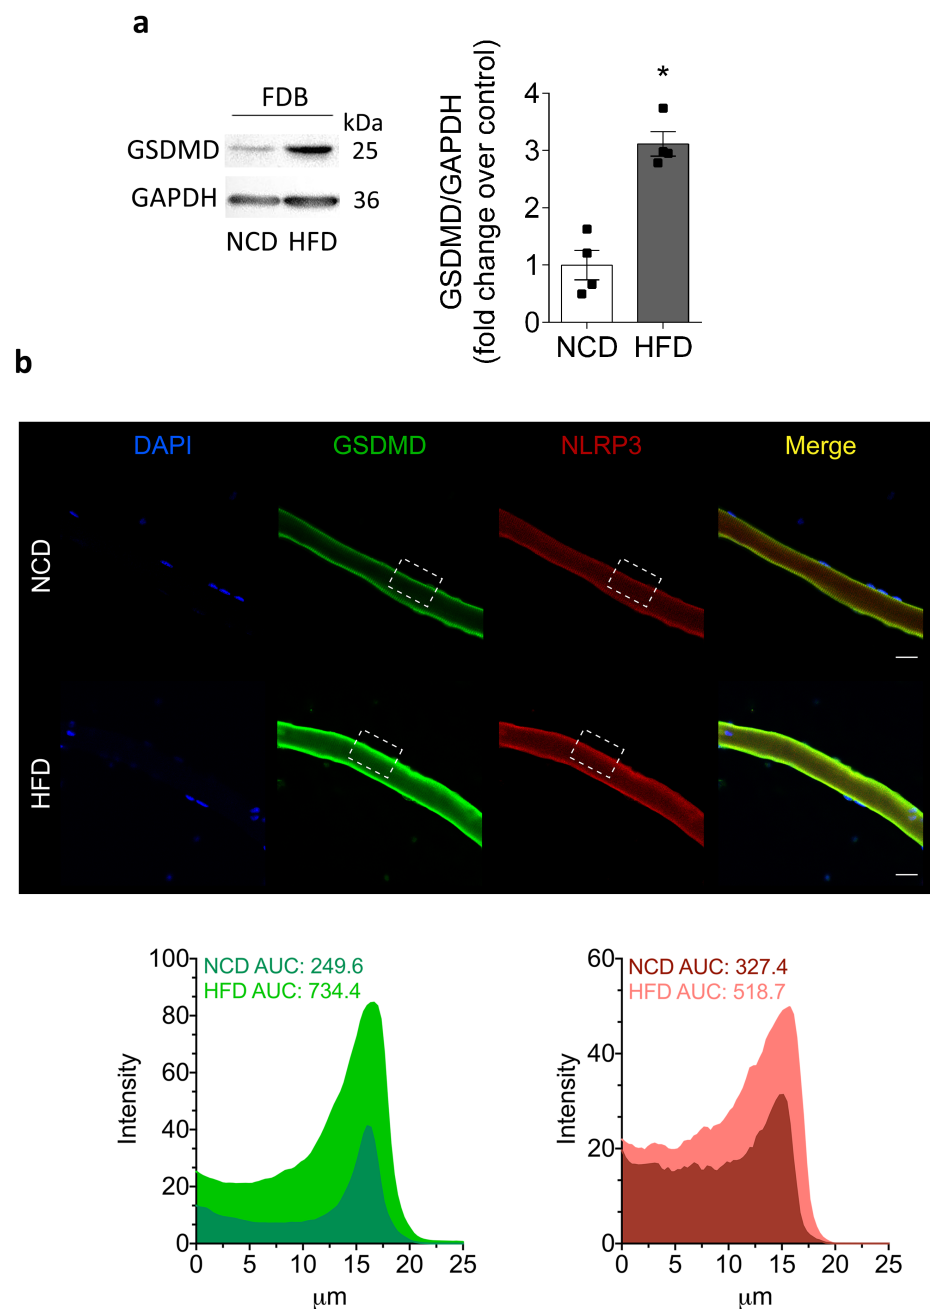 a
FDB
kDa
GSDMD
25
GAPDH
36
NCD HFD
GSDMD/GAPDH
(fold change over control)
*
4
3
2
1
0
NCD HFD
b
DAPI
GSDMD
NLRP3
Merge
NCD
HFD
100
80
60
40
20
0
Intensity
NCD AUC: 249.6
HFD AUC: 734.4
0 5 10 15 20 25
μm
60
40
20
0
Intensity
NCD AUC: 327.4
HFD AUC: 518.7
0 5 10 15 20 25
μm